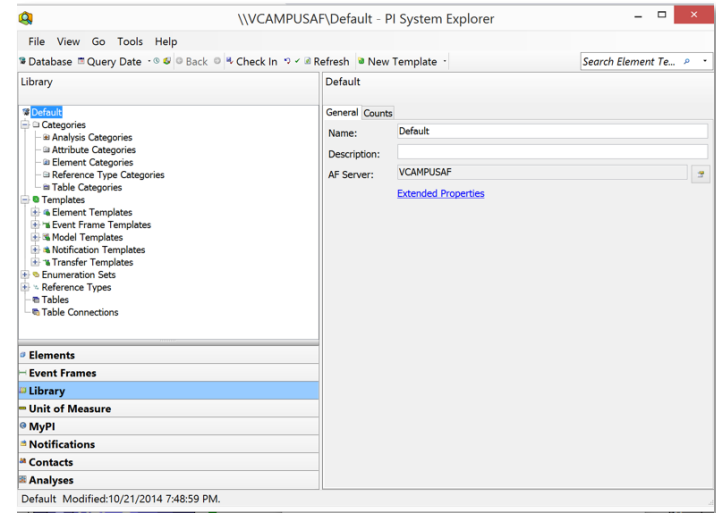 \\VCAMPUSAF\Default - PI System Explorer
File View Go Tools Help
Database Query Date Back Check In Refresh New Template Search Element Te...
Library
Default
Default
Categories
Analysis Categories
Attribute Categories
Element Categories
Reference Type Categories
Table Categories
Templates
Element Templates
Event Frame Templates
Model Templates
Notification Templates
Transfer Templates
Enumeration Sets
Reference Types
Tables
Table Connections
General Counts
Name: Default
Description:
AF Server: VCAMPUSAF
Extended Properties
Elements
Event Frames
Library
Unit of Measure
MyPI
Notifications
Contacts
Analyses
Default Modified:10/21/2014 7:48:59 PM.